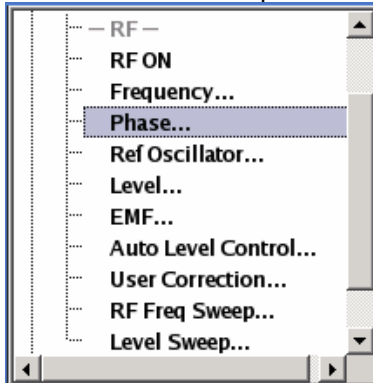 – RF –
RF ON
Frequency...
Phase...
Ref Oscillator...
Level...
EMF...
Auto Level Control...
User Correction...
RF Freq Sweep...
Level Sweep...